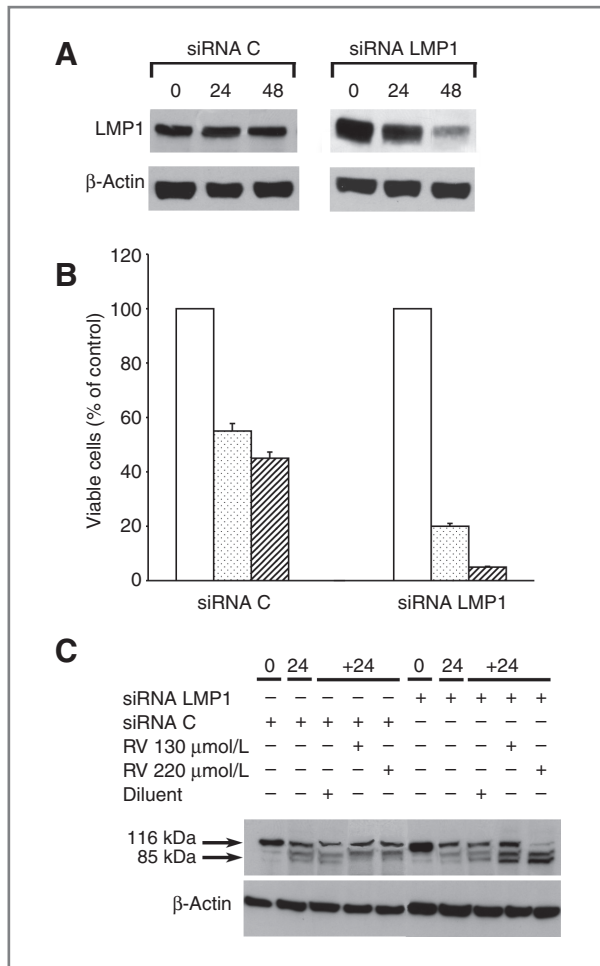 A
siRNA C siRNA LMP1
0 24 48 0 24 48
LMP1
β-Actin
B
120
100
80
60
40
20
0
Viable cells (% of control)
siRNA C siRNA LMP1
C
0 24 +24 0 24 +24
siRNA LMP1 − − − − − + + + + +
siRNA C + + + + + − − − − −
RV 130 μmol/L − − − + − − − − + −
RV 220 μmol/L − − − − + − − − − +
Diluent − − + − − − − + − −
116 kDa
85 kDa
β-Actin